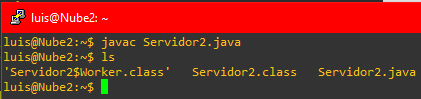 luis@Nube2: ~
luis@Nube2:~$ javac Servidor2.java
luis@Nube2:~$ ls
'Servidor2$Worker.class'   Servidor2.class   Servidor2.java
luis@Nube2:~$